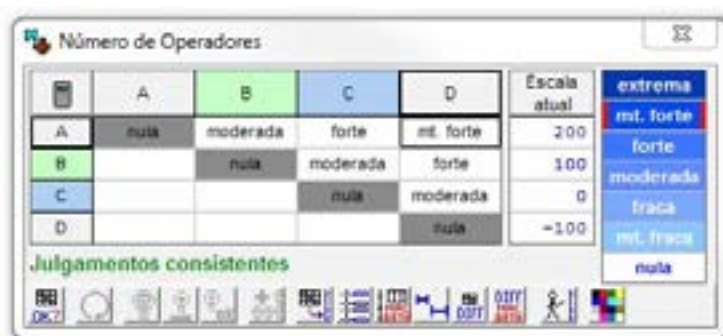 Número de Operadores
A B C D Escala atual
A nula moderada forte mt. forte 200
B nula moderada forte 100
C nula moderada 0
D nula -100
extrema
mt. forte
forte
moderada
fraca
mt. fraca
nula
Julgamentos consistentes
OK?